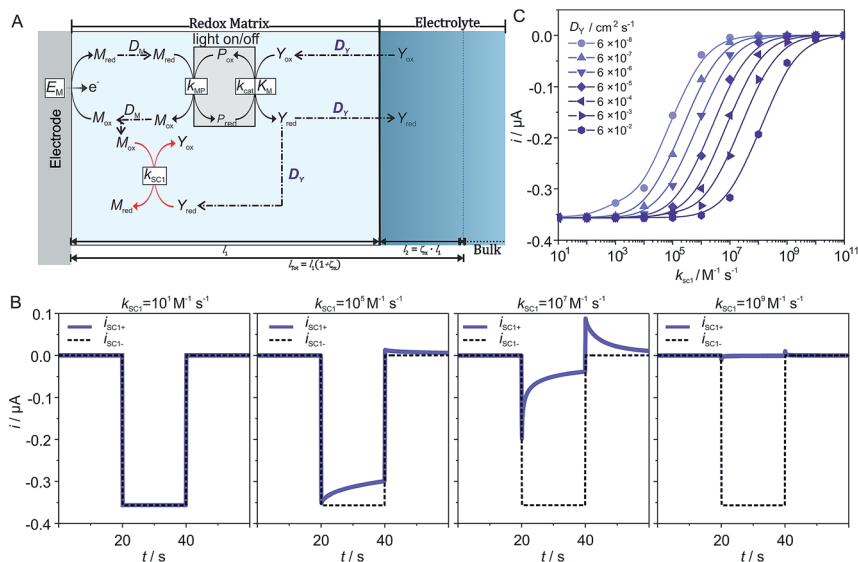 A
Redox Matrix
Electrolyte
light on/off
Electrode
E_M
e⁻
M_red
D_M
M_red
P_ox
Y_ox
D_Y
Y_ox
k_MP
k_cat
K_M
M_ox
D_M
M_ox
P_red
Y_red
D_Y
Y_red
M_ox
Y_ox
k_SC1
D_Y
M_red
Y_red
l₁
l₂ = ζ_ox · l₁
Bulk
l_tot = l₁(1+ζ_ox)
C
D_Y / cm² s⁻¹
6 ×10⁻⁸
6 ×10⁻⁷
6 ×10⁻⁶
6 ×10⁻⁵
6 ×10⁻⁴
6 ×10⁻³
6 ×10⁻²
i / µA
0.0
-0.1
-0.2
-0.3
-0.4
10¹ 10³ 10⁵ 10⁷ 10⁹ 10¹¹
k_sc1 / M⁻¹ s⁻¹
B
k_SC1=10¹ M⁻¹ s⁻¹
k_SC1=10⁵ M⁻¹ s⁻¹
k_SC1=10⁷ M⁻¹ s⁻¹
k_SC1=10⁹ M⁻¹ s⁻¹
i_SC1+
i_SC1-
i_SC1+
i_SC1-
i_SC1+
i_SC1-
i_SC1+
i_SC1-
i / µA
0.1
0.0
-0.1
-0.2
-0.3
-0.4
20 40
20 40
20 40
20 40
t / s
t / s
t / s
t / s